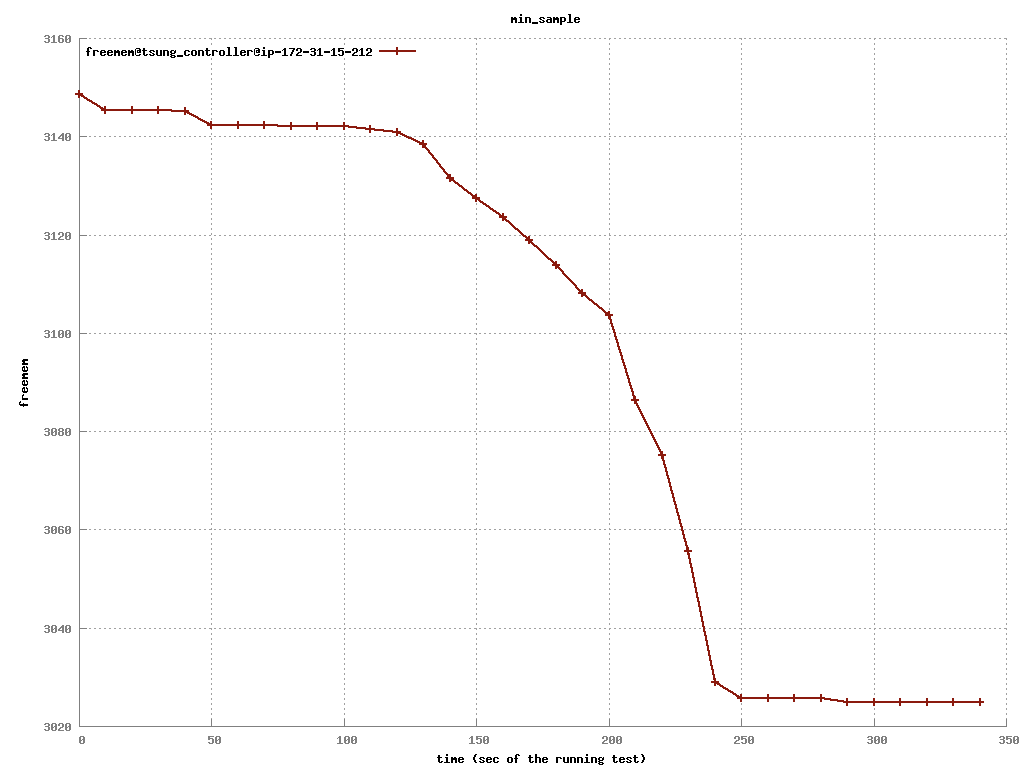 min_sample
freemem@tsung_controller@ip-172-31-15-212
3160
3140
3120
3100
3080
3060
3040
3020
freemem
0 50 100 150 200 250 300 350
time (sec of the running test)